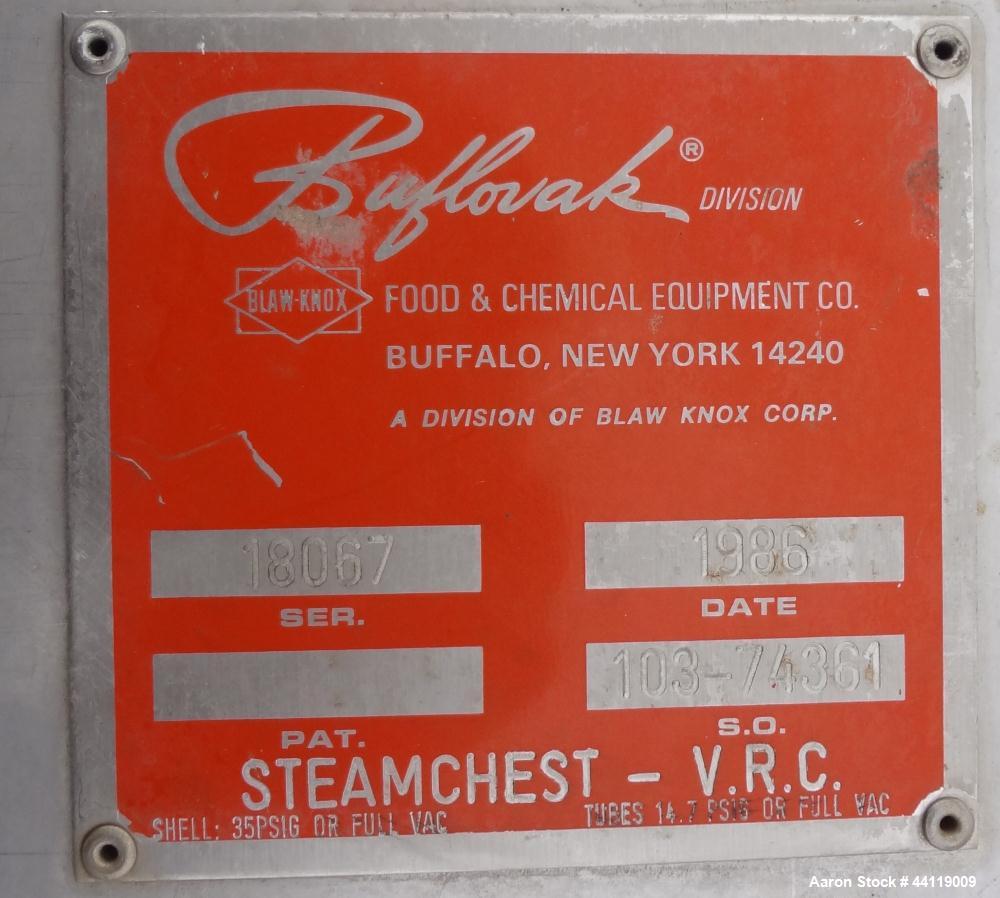 Buflovak® DIVISION
BLAW-KNOX FOOD & CHEMICAL EQUIPMENT CO.
BUFFALO, NEW YORK 14240
A DIVISION OF BLAW KNOX CORP.
18067 1986
SER. DATE
103-74361
PAT. S.O.
STEAMCHEST - V.R.C.
SHELL: 35PSIG OR FULL VAC TUBES 14.7 PSIG OR FULL VAC
Aaron Stock # 44119009